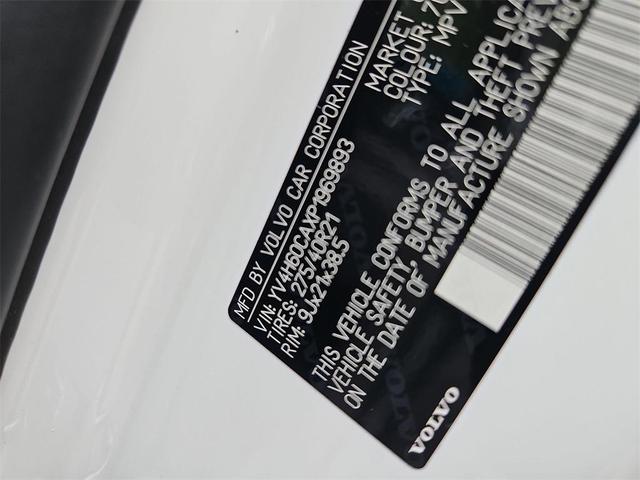 MFD BY VOLVO CAR CORPORATION
VIN: YV4H60CAXP1969893
TIRES: 275/40R21
RIM: 9Jx21x38.5
MARKET
COLOUR: 70
TYPE: MPV
THIS VEHICLE CONFORMS TO ALL APPLICA
VEHICLE SAFETY, BUMPER AND THEFT PREV
ON THE DATE OF MANUFACTURE SHOWN ABO
VOLVO